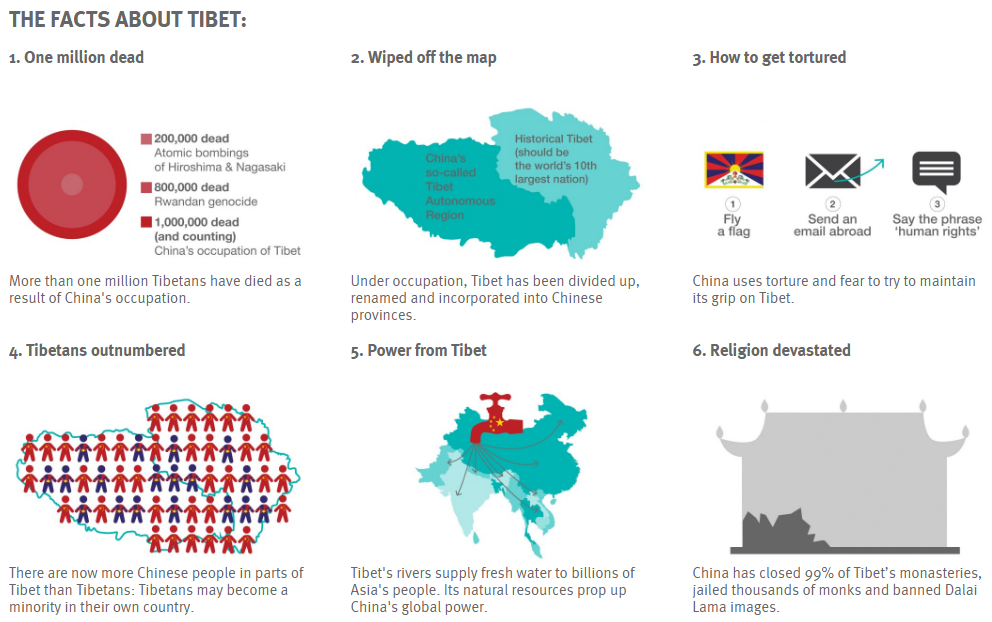 THE FACTS ABOUT TIBET:
1. One million dead
200,000 dead
Atomic bombings
of Hiroshima & Nagasaki
800,000 dead
Rwandan genocide
1,000,000 dead
(and counting)
China's occupation of Tibet
More than one million Tibetans have died as a
result of China's occupation.
2. Wiped off the map
China's
so-called
Tibet
Autonomous
Region
Historical Tibet
(should be
the world's 10th
largest nation)
Under occupation, Tibet has been divided up,
renamed and incorporated into Chinese
provinces.
3. How to get tortured
1
Fly
a flag
2
Send an
email abroad
3
Say the phrase
'human rights'
China uses torture and fear to try to maintain
its grip on Tibet.
4. Tibetans outnumbered
There are now more Chinese people in parts of
Tibet than Tibetans: Tibetans may become a
minority in their own country.
5. Power from Tibet
Tibet's rivers supply fresh water to billions of
Asia's people. Its natural resources prop up
China's global power.
6. Religion devastated
China has closed 99% of Tibet's monasteries,
jailed thousands of monks and banned Dalai
Lama images.